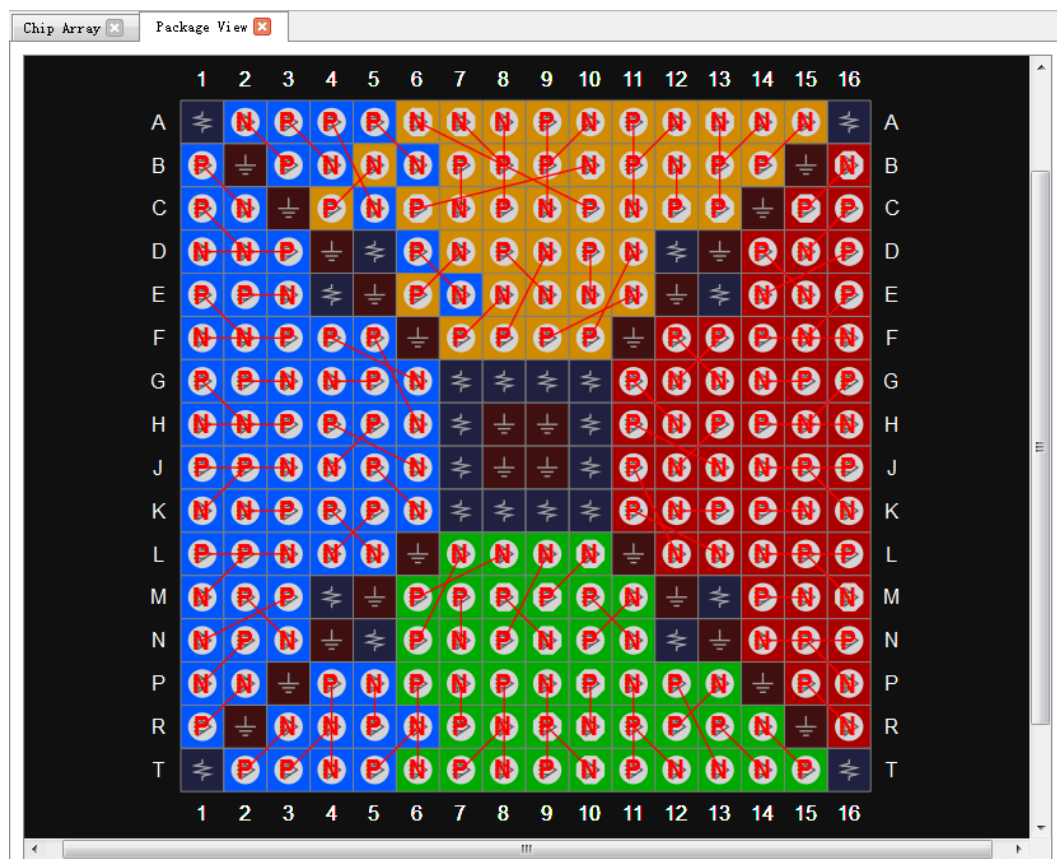 Chip Array
Package View
1 2 3 4 5 6 7 8 9 10 11 12 13 14 15 16
A N P P P N N N P N P N N N N A
B P P N N N P P P N P N P P N B
C P N P N P N P N P N P P P P C
D N N P P N P N P N P N P D
E P P N P N N N N N N N P E
F N N P P P P P P P P P P N N F
G P P N N P N P N N N P P G
H N N P P P N P N P P N N H
J P P N N P N P N N N P P J
K N N P P P N P N P P N N K
L P P N N N N N N N N N N P P L
M N P P P P P P P N P N N M
N N P N P N P N P N N P P N
P N N P N P N P N P N P N P N P
R P N N P N P N P N P P P N N R
T P P N P N P N P N P N N N P T
1 2 3 4 5 6 7 8 9 10 11 12 13 14 15 16